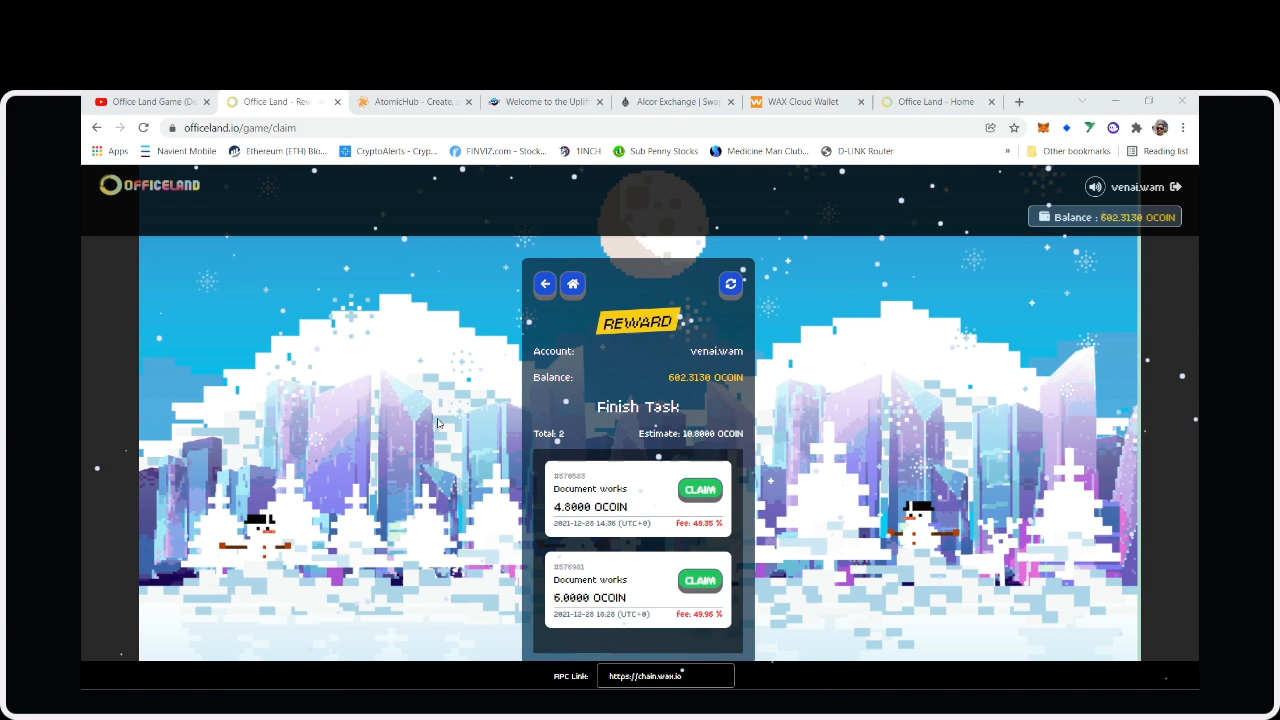 Office Land Game (De
Office Land - Rew
AtomicHub - Create,
Welcome to the Uplif
Alcor Exchange | Swap
WAX Cloud Wallet
Office Land - Home
officeland.io/game/claim
Apps
Navient Mobile
Ethereum (ETH) Blo...
CryptoAlerts - Cryp...
FINVIZ.com - Stock...
1INCH
Sub Penny Stocks
Medicine Man Club...
D-LINK Router
»
Other bookmarks
Reading list
OFFICELAND
venai.wam
Balance : 602.3130 OCOIN
REWARD
Account: venai.wam
Balance: 602.3130 OCOIN
Finish Task
Total: 2 Estimate: 10.8000 OCOIN
#570583
Document works
CLAIM
4.8000 OCOIN
2021-12-28 14:36 (UTC+0) Fee: 48.35 %
#576981
Document works
CLAIM
6.0000 OCOIN
2021-12-28 18:28 (UTC+0) Fee: 49.96 %
RPC Link: https://chain.wax.io